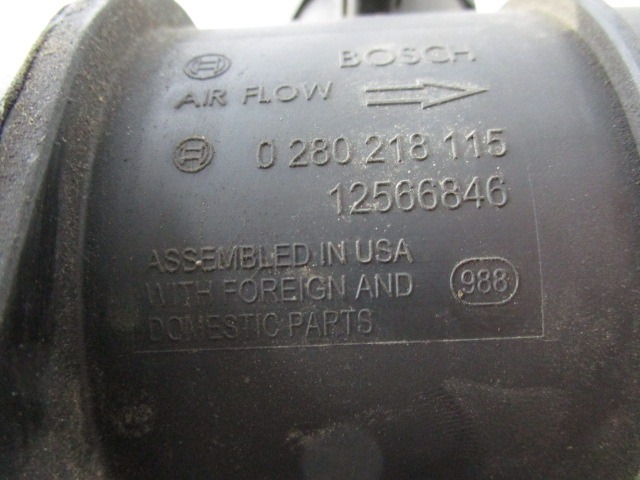 BOSCH
AIR FLOW
0 280 218 115
12566846
ASSEMBLED IN USA
WITH FOREIGN AND
DOMESTIC PARTS
988